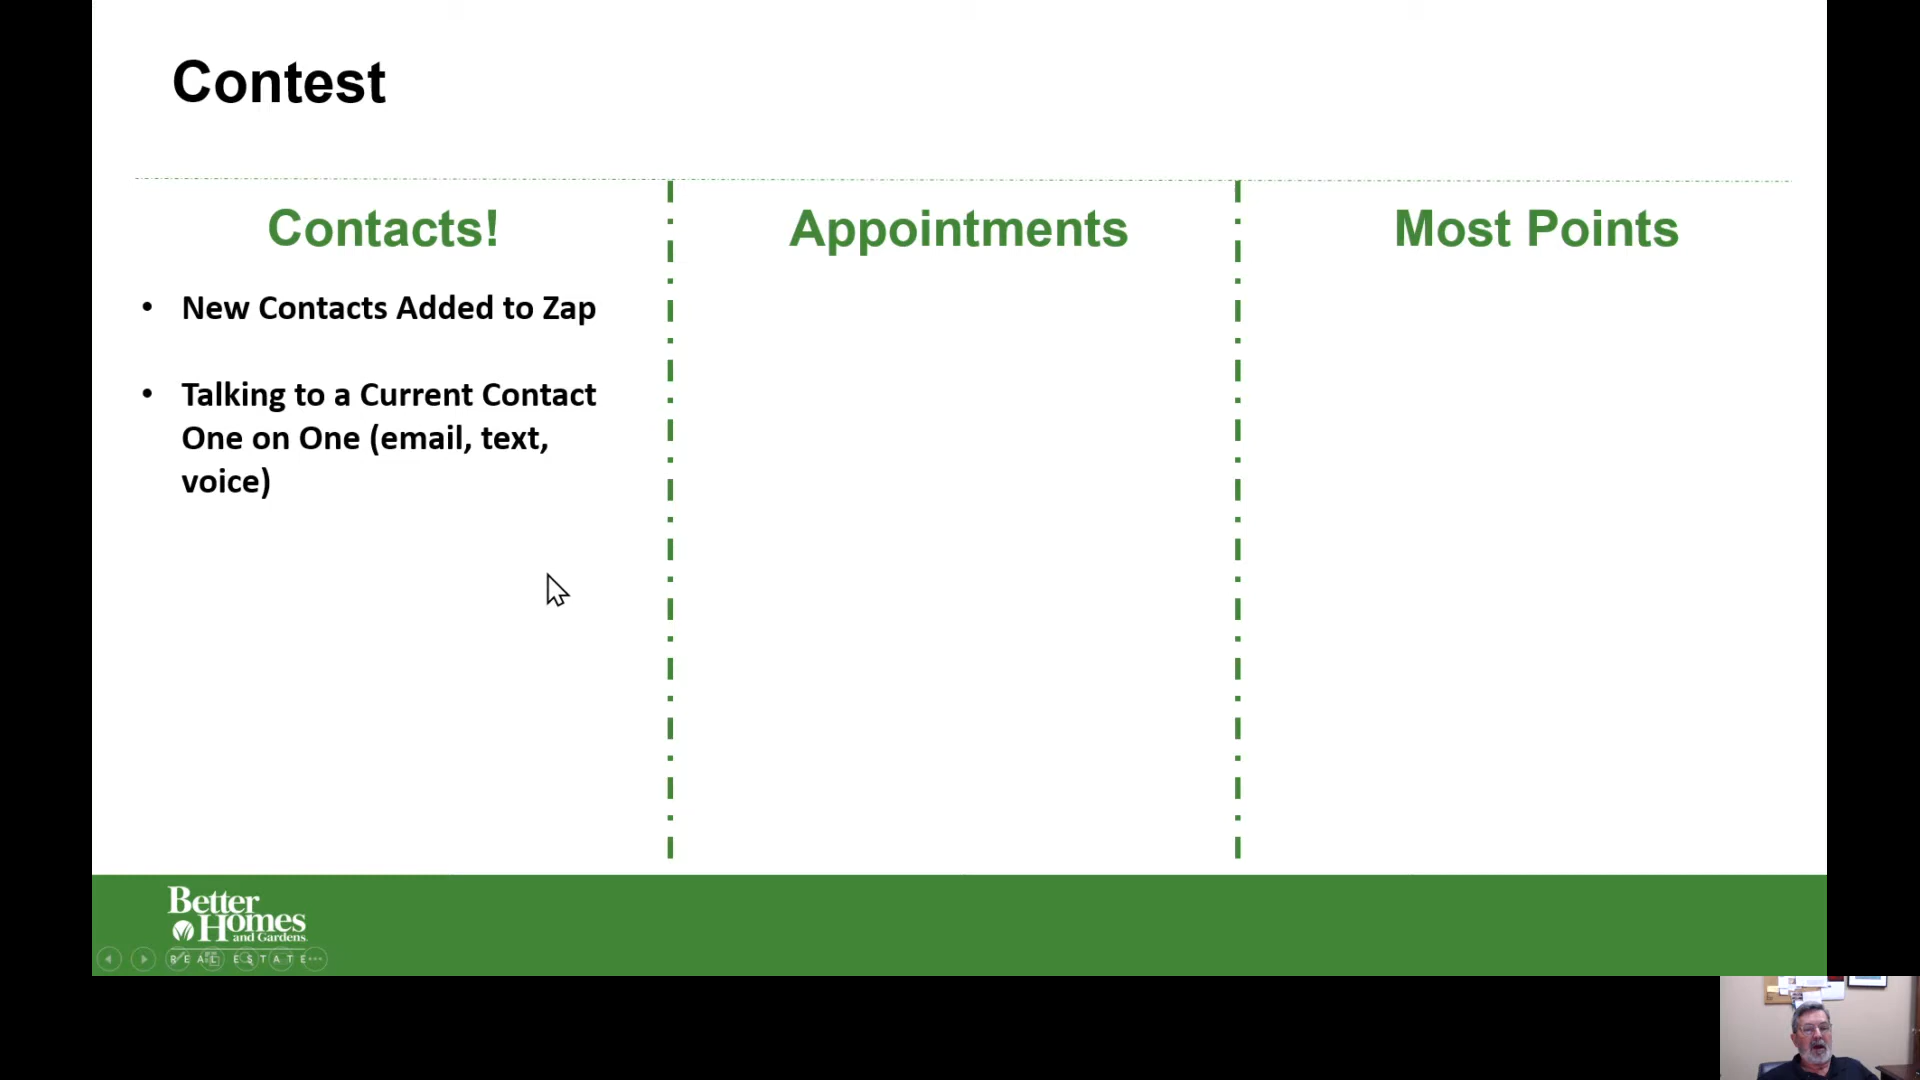 Contest
Contacts!
Appointments
Most Points
• New Contacts Added to Zap
• Talking to a Current Contact
One on One (email, text,
voice)
Better
Homes
and Gardens
REAL ESTATE